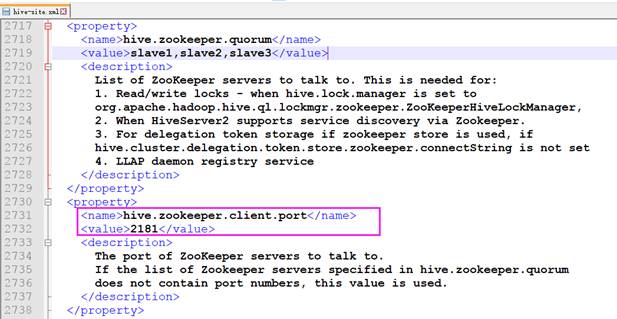 hive-site.xml
2717 <property>
2718 <name>hive.zookeeper.quorum</name>
2719 <value>slave1,slave2,slave3</value>
2720 <description>
2721 List of ZooKeeper servers to talk to. This is needed for:
2722 1. Read/write locks - when hive.lock.manager is set to
2723 org.apache.hadoop.hive.ql.lockmgr.zookeeper.ZooKeeperHiveLockManager,
2724 2. When HiveServer2 supports service discovery via Zookeeper.
2725 3. For delegation token storage if zookeeper store is used, if
2726 hive.cluster.delegation.token.store.zookeeper.connectString is not set
2727 4. LLAP daemon registry service
2728 </description>
2729 </property>
2730 <property>
2731 <name>hive.zookeeper.client.port</name>
2732 <value>2181</value>
2733 <description>
2734 The port of ZooKeeper servers to talk to.
2735 If the list of Zookeeper servers specified in hive.zookeeper.quorum
2736 does not contain port numbers, this value is used.
2737 </description>
2738 </property>